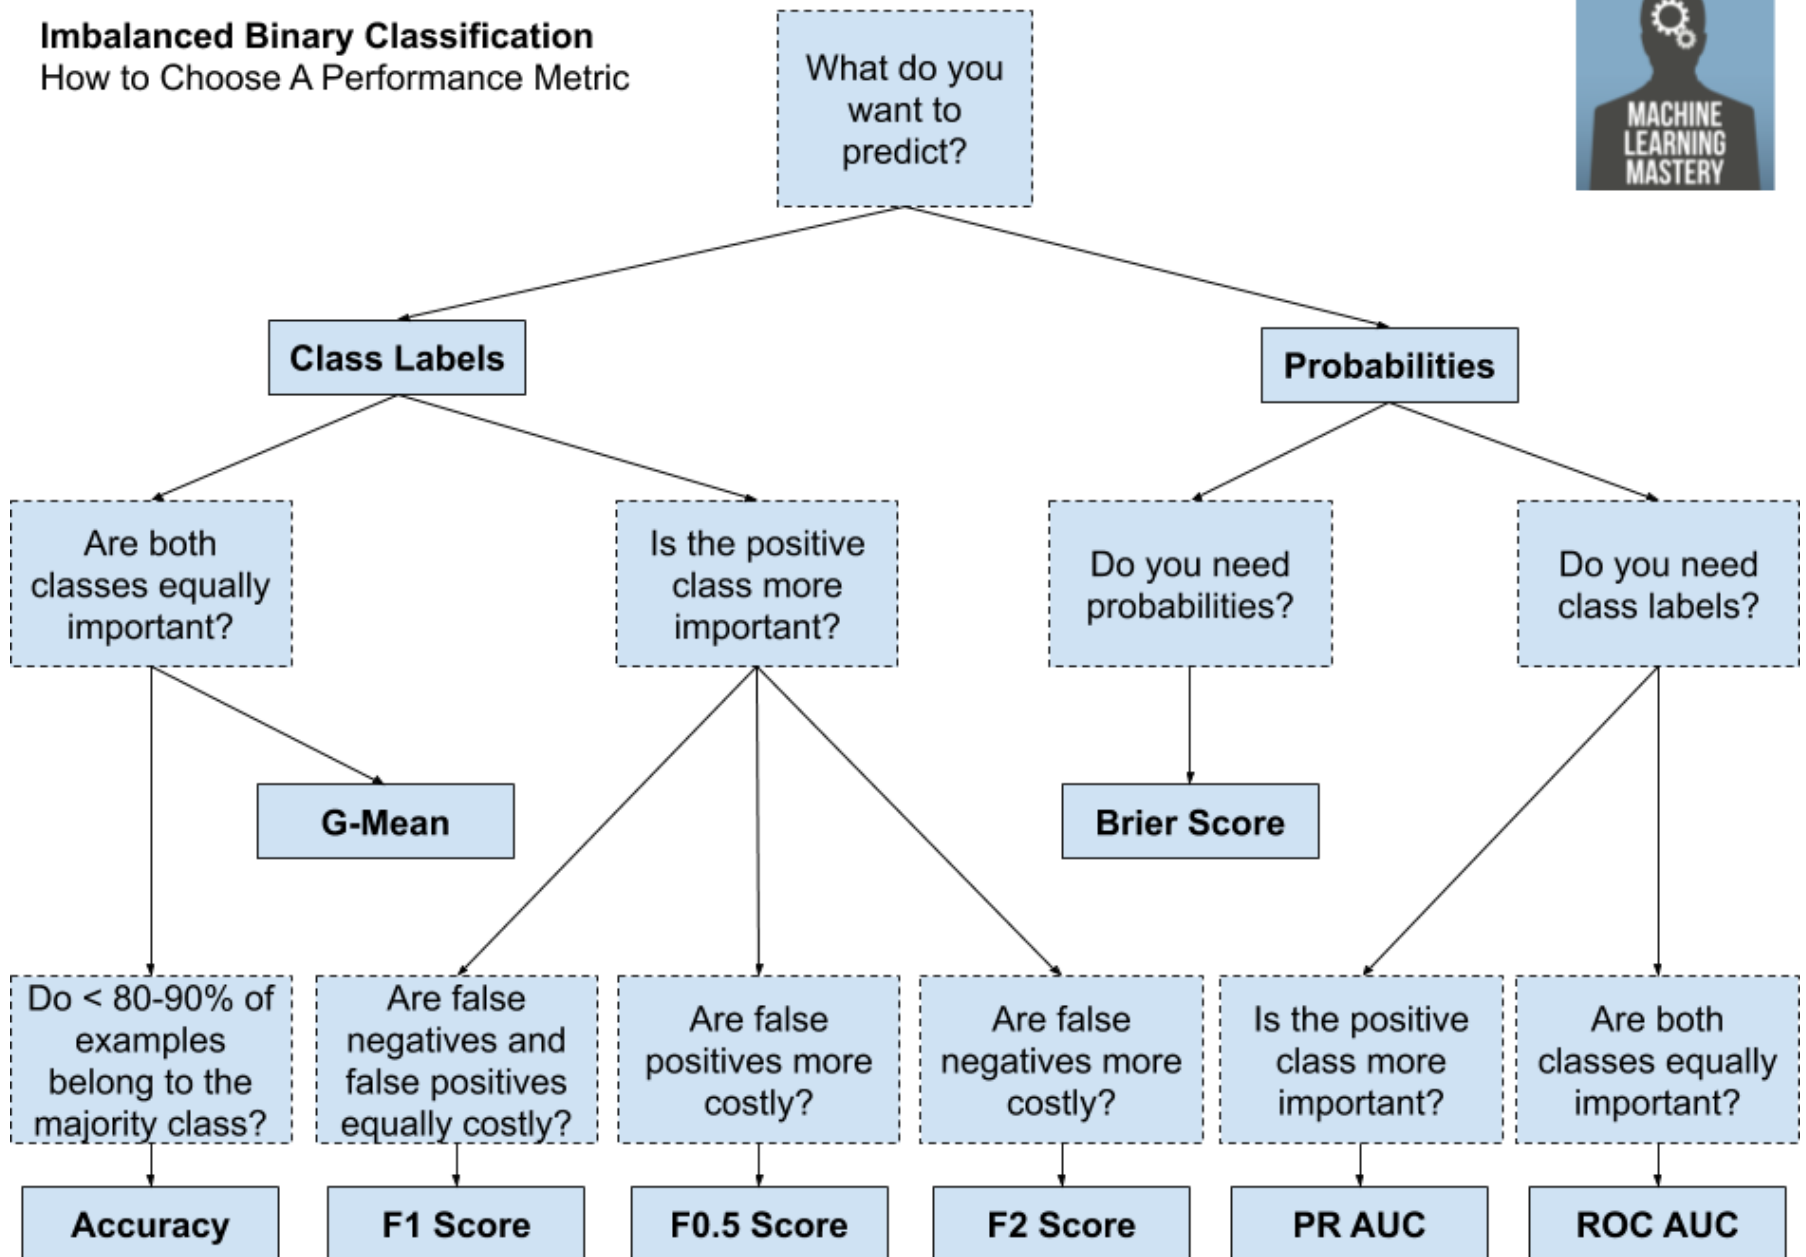 Imbalanced Binary Classification
How to Choose A Performance Metric
What do you
want to
predict?
MACHINE
LEARNING
MASTERY
Class Labels
Probabilities
Are both
classes equally
important?
Is the positive
class more
important?
Do you need
probabilities?
Do you need
class labels?
G-Mean
Brier Score
Do < 80-90% of
examples
belong to the
majority class?
Are false
negatives and
false positives
equally costly?
Are false
positives more
costly?
Are false
negatives more
costly?
Is the positive
class more
important?
Are both
classes equally
important?
Accuracy
F1 Score
F0.5 Score
F2 Score
PR AUC
ROC AUC